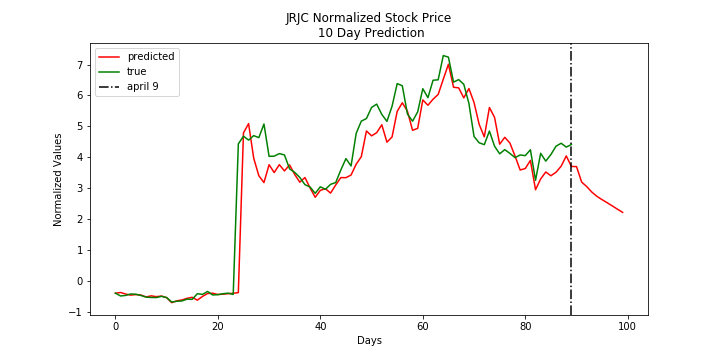 JRJC Normalized Stock Price
10 Day Prediction
predicted
true
april 9
Normalized Values
7
6
5
4
3
2
1
0
−1
0
20
40
60
80
100
Days